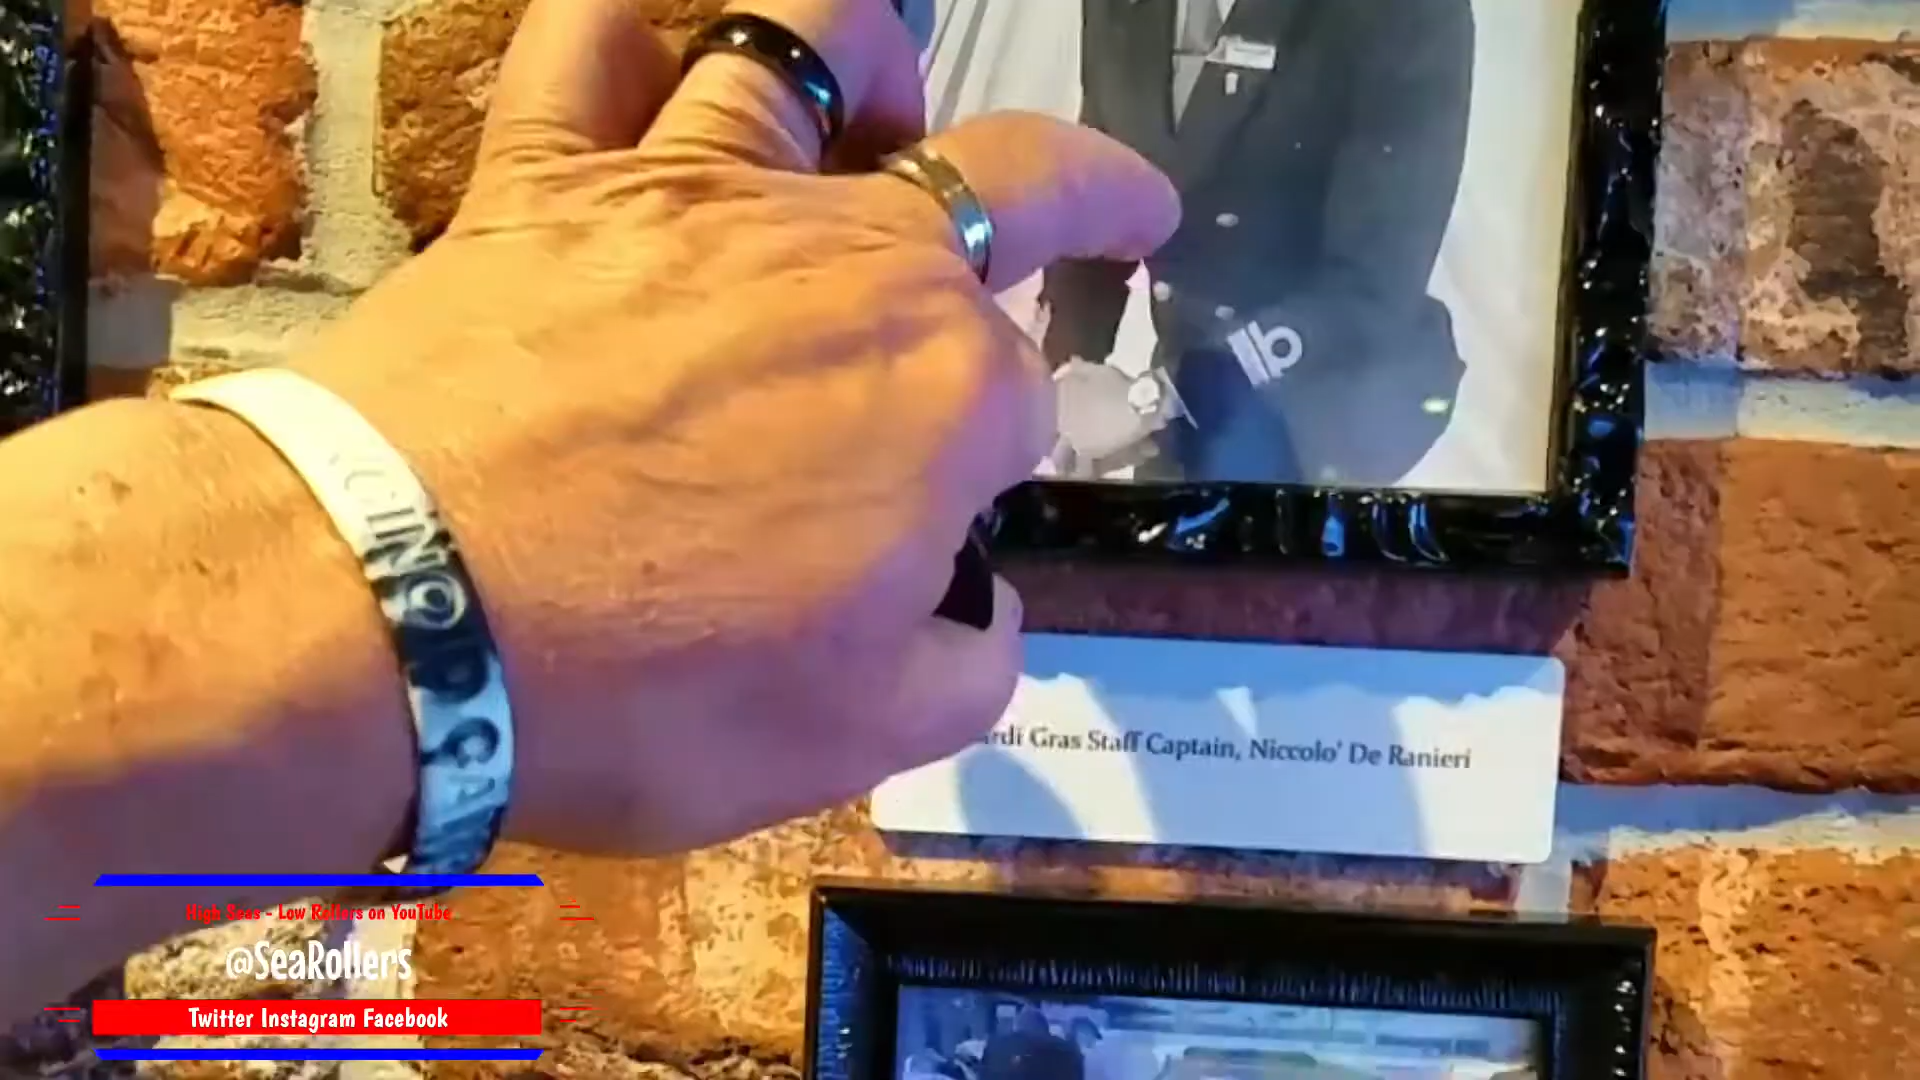 rdi Gras Staff Captain, Niccolo' De Ranieri
High Seas - Low Rollers on YouTube
@SeaRollers
Twitter Instagram Facebook